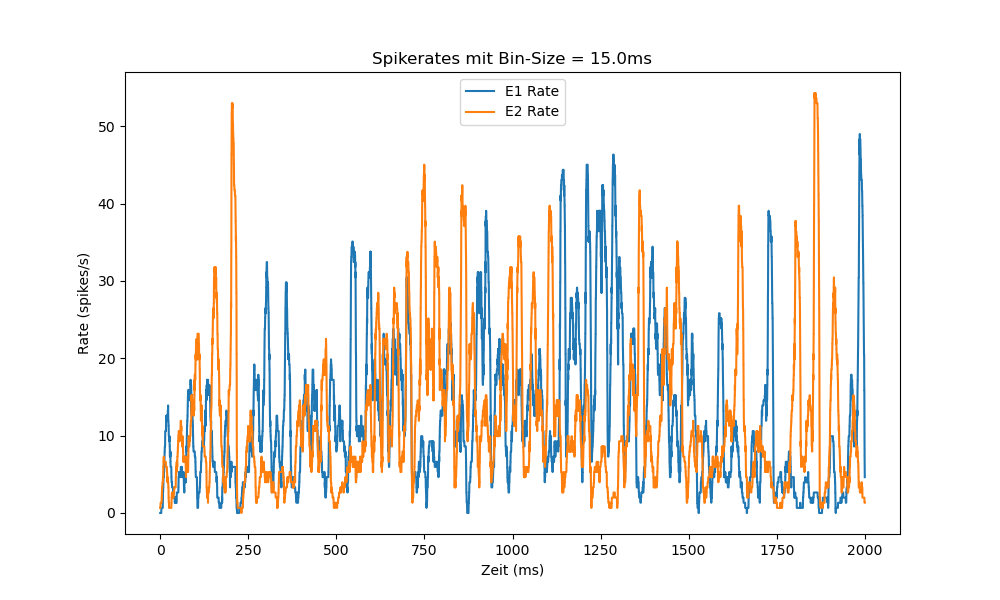 Spikerates mit Bin-Size = 15.0ms
E1 Rate
E2 Rate
Rate (spikes/s)
50
40
30
20
10
0
0 250 500 750 1000 1250 1500 1750 2000
Zeit (ms)